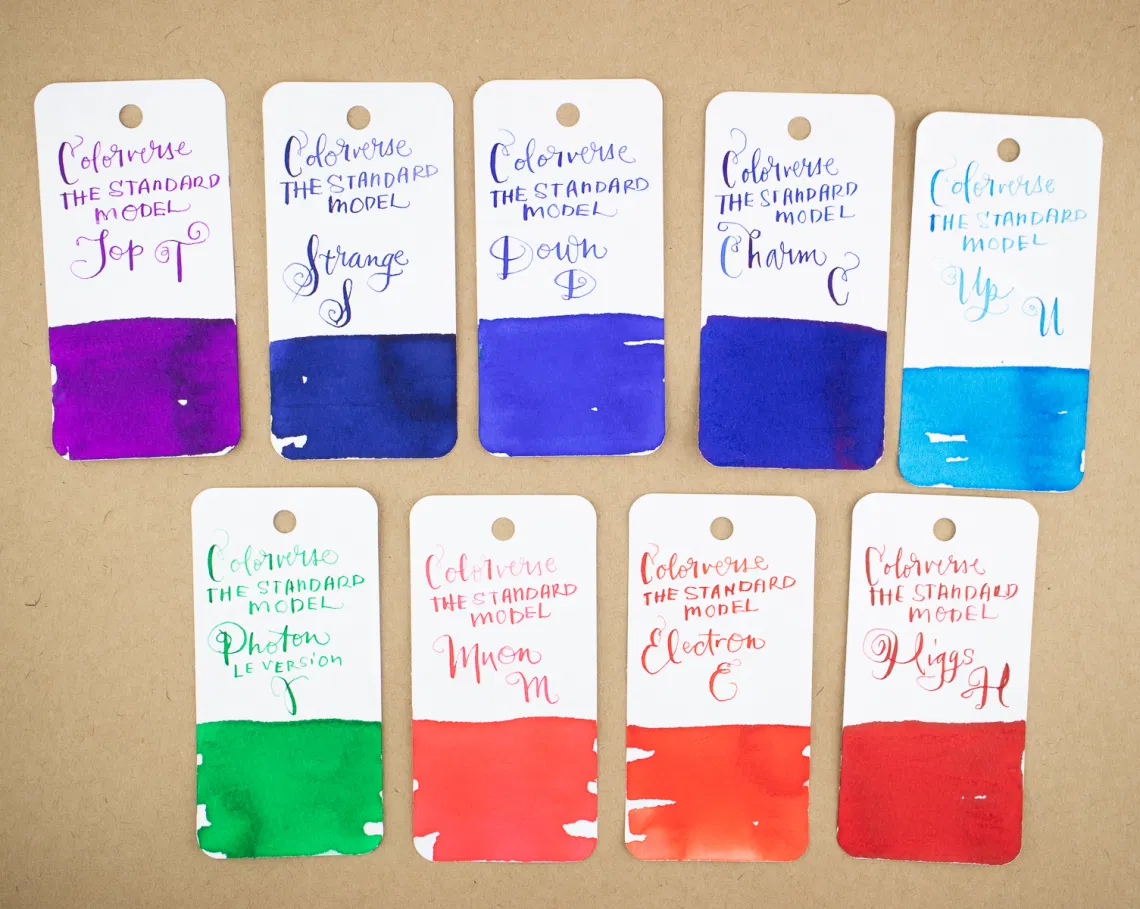 Colorverse
THE STANDARD
MODEL
Top T
Colorverse
THE STANDARD
MODEL
Strange
S
Colorverse
THE STANDARD
MODEL
Down
D
Colorverse
THE STANDARD
MODEL
Charm
C
Colorverse
THE STANDARD
MODEL
Up
U
Colorverse
THE STANDARD
MODEL
Photon
LE VERSION
γ
Colorverse
THE STANDARD
MODEL
Muon
M
Colorverse
THE STANDARD
MODEL
Electron
E
Colorverse
THE STANDARD
MODEL
Higgs
H